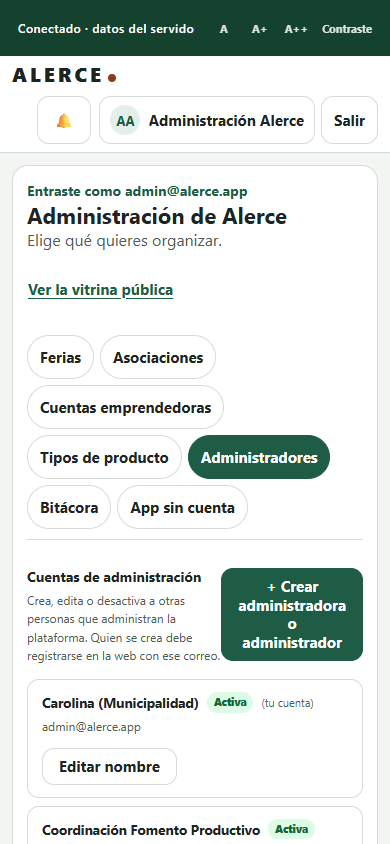 Conectado · datos del servido
A A+ A++ Contraste
ALERCE
AA Administración Alerce
Salir
Entraste como admin@alerce.app
Administración de Alerce
Elige qué quieres organizar.
Ver la vitrina pública
Ferias
Asociaciones
Cuentas emprendedoras
Tipos de producto
Administradores
Bitácora
App sin cuenta
Cuentas de administración
Crea, edita o desactiva a otras
personas que administran la
plataforma. Quien se crea debe
registrarse en la web con ese correo.
+ Crear
administradora
o
administrador
Carolina (Municipalidad) Activa (tu cuenta)
admin@alerce.app
Editar nombre
Coordinación Fomento Productivo Activa